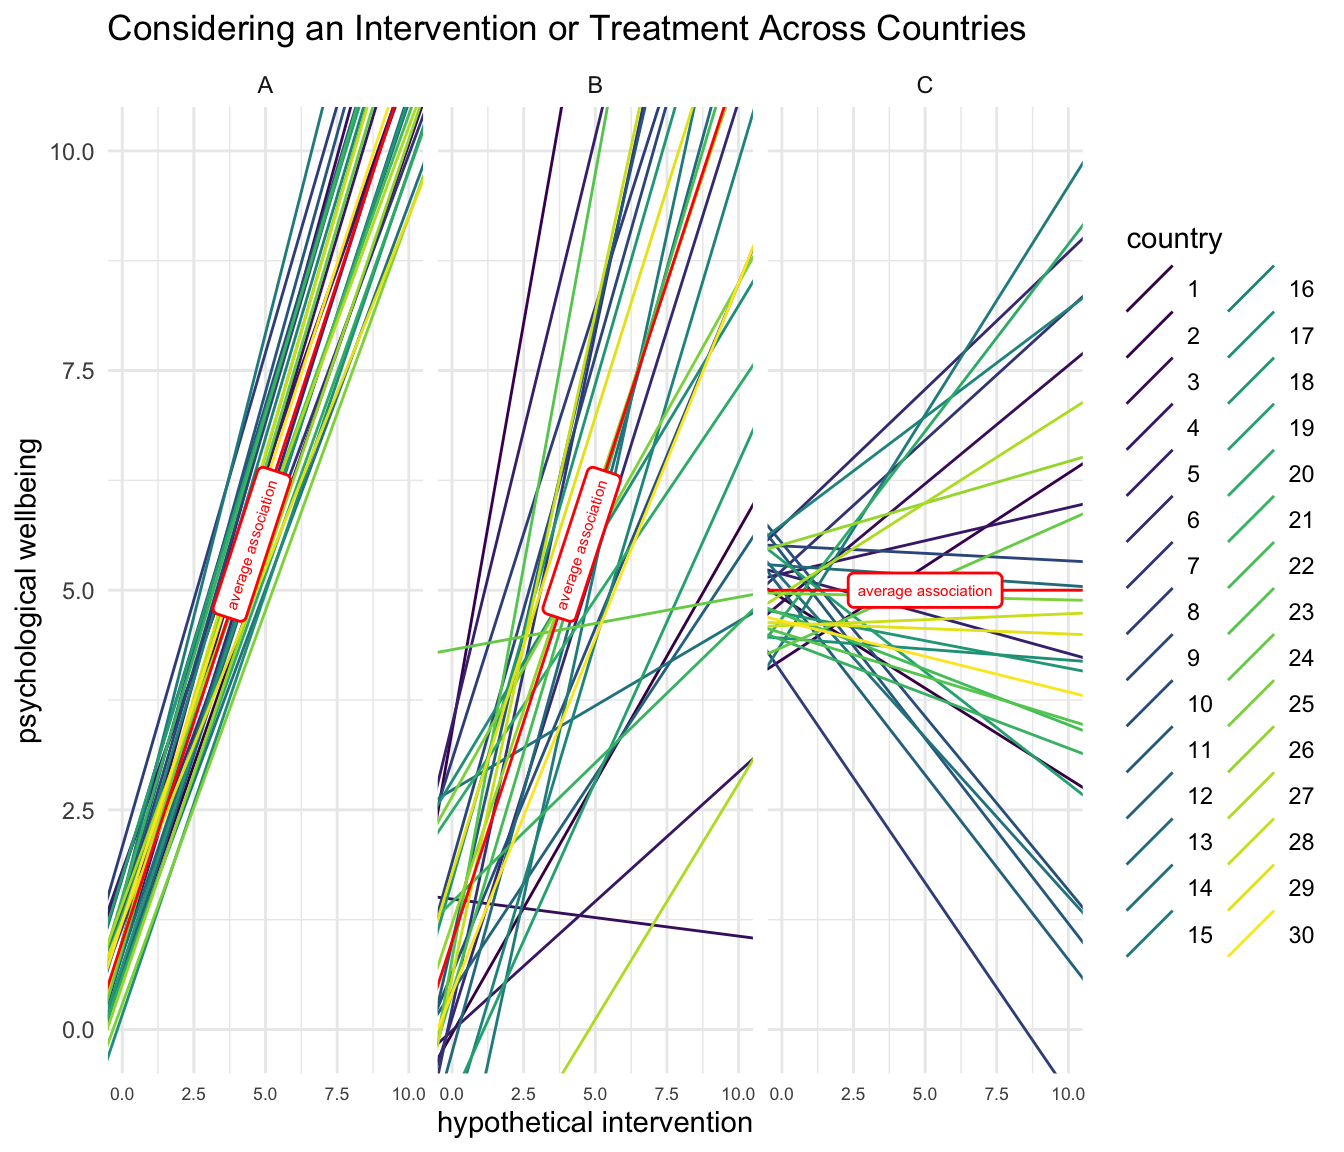 Considering an Intervention or Treatment Across Countries
A
B
C
psychological wellbeing
10.0
7.5
5.0
2.5
0.0
average association
average association
average association
0.0 2.5 5.0 7.5 10.0
0.0 2.5 5.0 7.5 10.0
0.0 2.5 5.0 7.5 10.0
hypothetical intervention
country
1
2
3
4
5
6
7
8
9
10
11
12
13
14
15
16
17
18
19
20
21
22
23
24
25
26
27
28
29
30